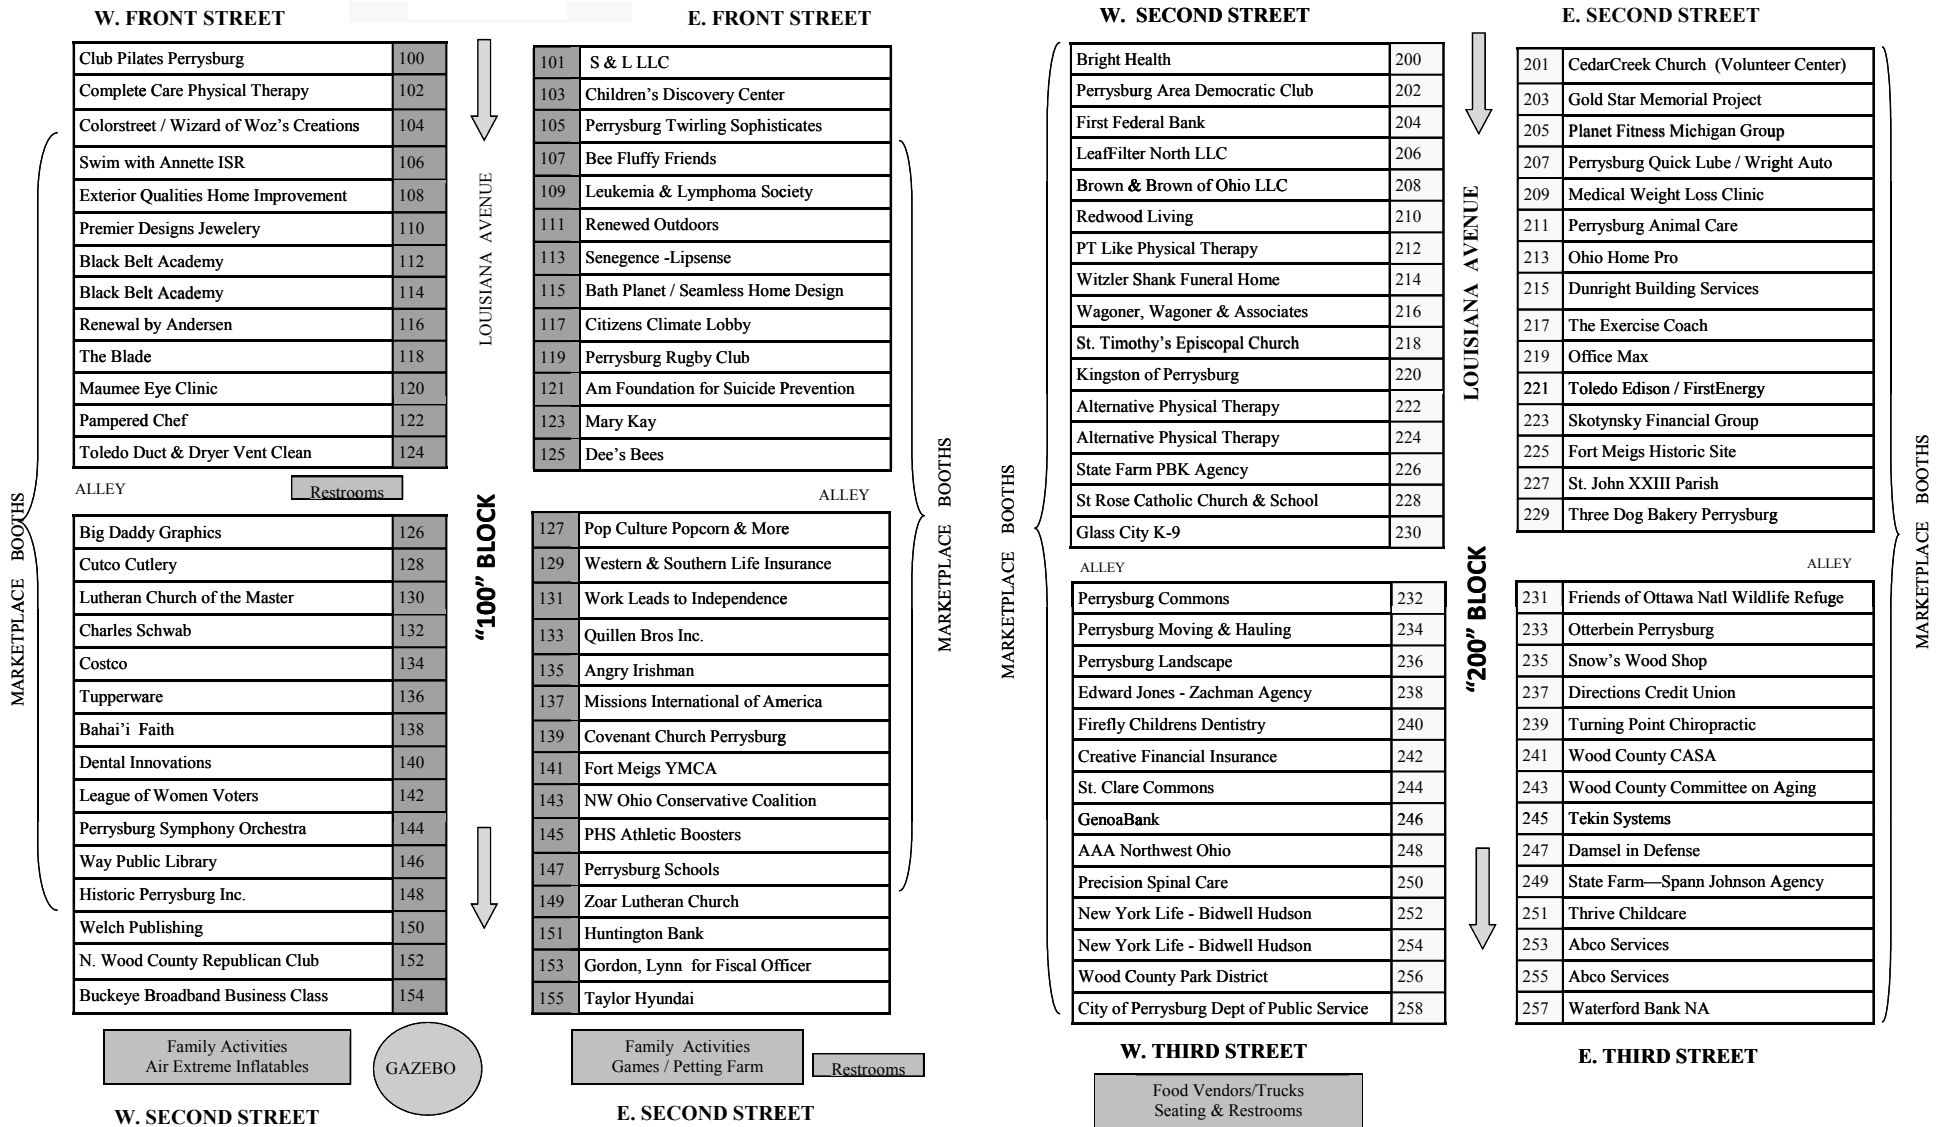 W. FRONT STREET
E. FRONT STREET
Club Pilates Perrysburg 100
Complete Care Physical Therapy 102
Colorstreet / Wizard of Woz’s Creations 104
Swim with Annette ISR 106
Exterior Qualities Home Improvement 108
Premier Designs Jewelery 110
Black Belt Academy 112
Black Belt Academy 114
Renewal by Andersen 116
The Blade 118
Maumee Eye Clinic 120
Pampered Chef 122
Toledo Duct & Dryer Vent Clean 124
ALLEY
Restrooms
Big Daddy Graphics 126
Cutco Cutlery 128
Lutheran Church of the Master 130
Charles Schwab 132
Costco 134
Tupperware 136
Bahai’i Faith 138
Dental Innovations 140
League of Women Voters 142
Perrysburg Symphony Orchestra 144
Way Public Library 146
Historic Perrysburg Inc. 148
Welch Publishing 150
N. Wood County Republican Club 152
Buckeye Broadband Business Class 154
MARKETPLACE BOOTHS
LOUISIANA AVENUE
“100” BLOCK
101 S & L LLC
103 Children’s Discovery Center
105 Perrysburg Twirling Sophisticates
107 Bee Fluffy Friends
109 Leukemia & Lymphoma Society
111 Renewed Outdoors
113 Senegence -Lipsense
115 Bath Planet / Seamless Home Design
117 Citizens Climate Lobby
119 Perrysburg Rugby Club
121 Am Foundation for Suicide Prevention
123 Mary Kay
125 Dee’s Bees
ALLEY
127 Pop Culture Popcorn & More
129 Western & Southern Life Insurance
131 Work Leads to Independence
133 Quillen Bros Inc.
135 Angry Irishman
137 Missions International of America
139 Covenant Church Perrysburg
141 Fort Meigs YMCA
143 NW Ohio Conservative Coalition
145 PHS Athletic Boosters
147 Perrysburg Schools
149 Zoar Lutheran Church
151 Huntington Bank
153 Gordon, Lynn for Fiscal Officer
155 Taylor Hyundai
MARKETPLACE BOOTHS
Family Activities
Air Extreme Inflatables
GAZEBO
Family Activities
Games / Petting Farm
Restrooms
W. SECOND STREET
E. SECOND STREET
W. SECOND STREET
E. SECOND STREET
Bright Health 200
Perrysburg Area Democratic Club 202
First Federal Bank 204
LeafFilter North LLC 206
Brown & Brown of Ohio LLC 208
Redwood Living 210
PT Like Physical Therapy 212
Witzler Shank Funeral Home 214
Wagoner, Wagoner & Associates 216
St. Timothy’s Episcopal Church 218
Kingston of Perrysburg 220
Alternative Physical Therapy 222
Alternative Physical Therapy 224
State Farm PBK Agency 226
St Rose Catholic Church & School 228
Glass City K-9 230
ALLEY
Perrysburg Commons 232
Perrysburg Moving & Hauling 234
Perrysburg Landscape 236
Edward Jones - Zachman Agency 238
Firefly Childrens Dentistry 240
Creative Financial Insurance 242
St. Clare Commons 244
GenoaBank 246
AAA Northwest Ohio 248
Precision Spinal Care 250
New York Life - Bidwell Hudson 252
New York Life - Bidwell Hudson 254
Wood County Park District 256
City of Perrysburg Dept of Public Service 258
MARKETPLACE BOOTHS
LOUISIANA AVENUE
“200” BLOCK
201 CedarCreek Church (Volunteer Center)
203 Gold Star Memorial Project
205 Planet Fitness Michigan Group
207 Perrysburg Quick Lube / Wright Auto
209 Medical Weight Loss Clinic
211 Perrysburg Animal Care
213 Ohio Home Pro
215 Dunright Building Services
217 The Exercise Coach
219 Office Max
221 Toledo Edison / FirstEnergy
223 Skotynsky Financial Group
225 Fort Meigs Historic Site
227 St. John XXIII Parish
229 Three Dog Bakery Perrysburg
ALLEY
231 Friends of Ottawa Natl Wildlife Refuge
233 Otterbein Perrysburg
235 Snow’s Wood Shop
237 Directions Credit Union
239 Turning Point Chiropractic
241 Wood County CASA
243 Wood County Committee on Aging
245 Tekin Systems
247 Damsel in Defense
249 State Farm—Spann Johnson Agency
251 Thrive Childcare
253 Abco Services
255 Abco Services
257 Waterford Bank NA
MARKETPLACE BOOTHS
W. THIRD STREET
E. THIRD STREET
Food Vendors/Trucks
Seating & Restrooms